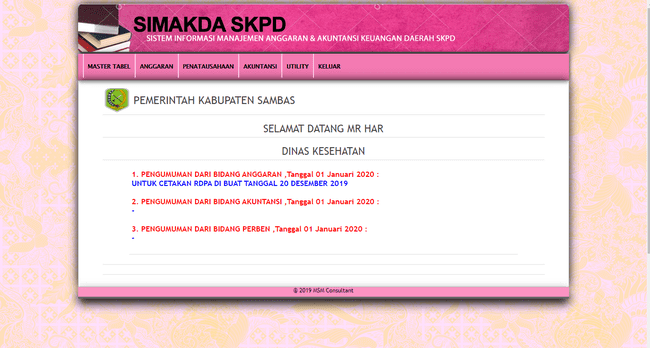 SIMAKDA SKPD
SISTEM INFORMASI MANAJEMEN ANGGARAN & AKUNTANSI KEUANGAN DAERAH SKPD
MASTER TABEL ANGGARAN PENATAUSAHAAN AKUNTANSI UTILITY KELUAR
PEMERINTAH KABUPATEN SAMBAS
SELAMAT DATANG MR HAR
DINAS KESEHATAN
1. PENGUMUMAN DARI BIDANG ANGGARAN ,Tanggal 01 Januari 2020 :
UNTUK CETAKAN RDPA DI BUAT TANGGAL 20 DESEMBER 2019
2. PENGUMUMAN DARI BIDANG AKUNTANSI ,Tanggal 01 Januari 2020 :
-
3. PENGUMUMAN DARI BIDANG PERBEN ,Tanggal 01 Januari 2020 :
-
© 2019 MSM Consultant